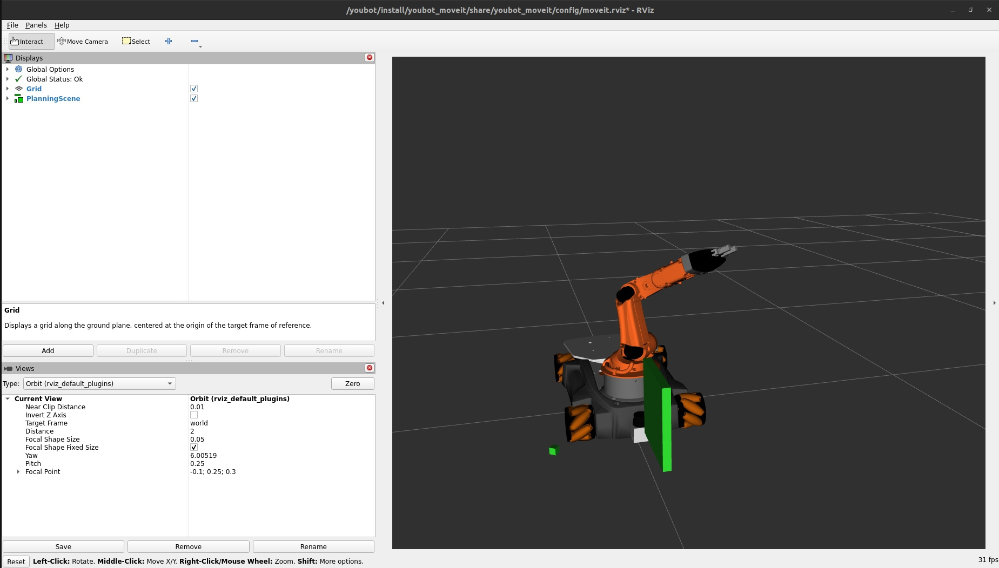 /youbot/install/youbot_moveit/share/youbot_moveit/config/moveit.rviz* - RViz
File Panels Help
Interact Move Camera Select
Displays
Global Options
Global Status: Ok
Grid
PlanningScene
Grid
Displays a grid along the ground plane, centered at the origin of the target frame of reference.
Add Duplicate Remove Rename
Views
Type: Orbit (rviz_default_plugins) Zero
Current View Orbit (rviz_default_plugins)
Near Clip Distance 0.01
Invert Z Axis
Target Frame world
Distance 2
Focal Shape Size 0.05
Focal Shape Fixed Size
Yaw 6.00519
Pitch 0.25
Focal Point -0.1; 0.25; 0.3
Save Remove Rename
Reset Left-Click: Rotate. Middle-Click: Move X/Y. Right-Click/Mouse Wheel: Zoom. Shift: More options. 31 fps